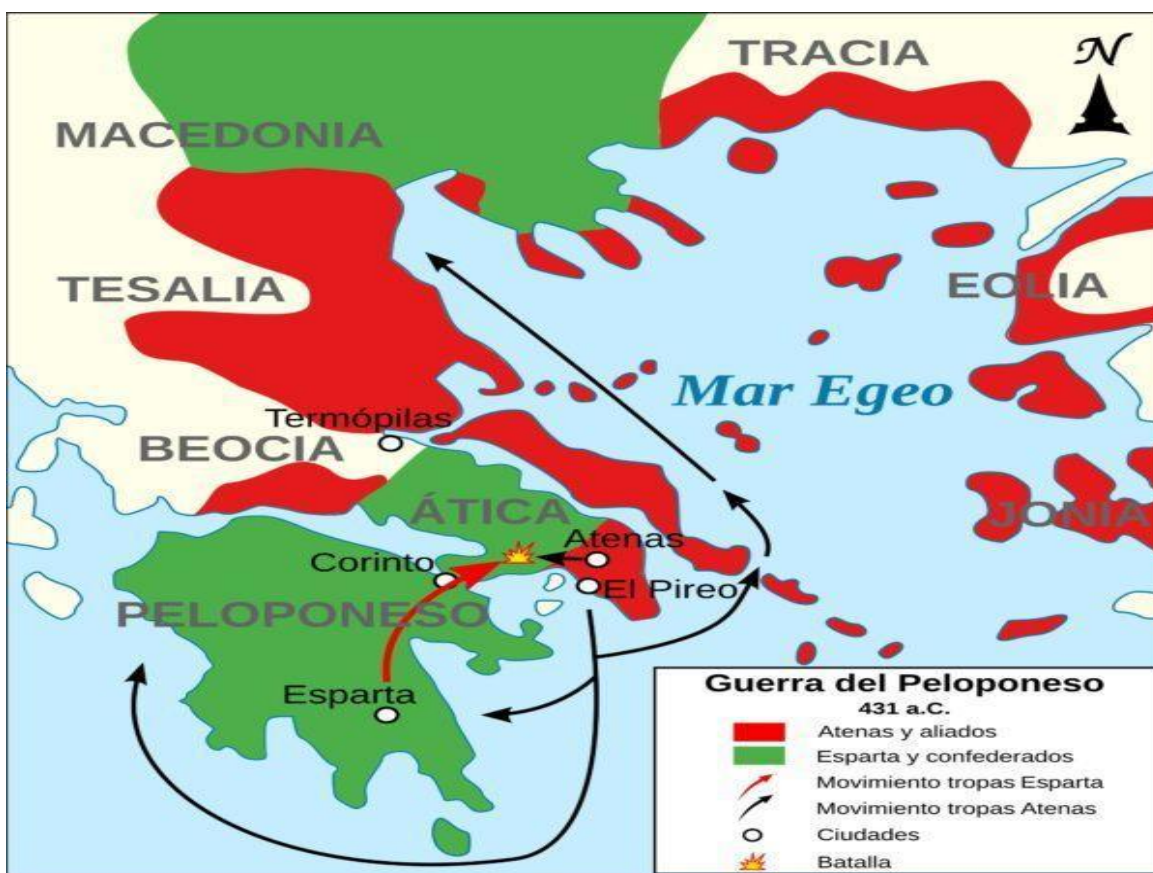 TRACIA
N
MACEDONIA
TESALIA
EOLIA
Mar Egeo
Termópilas
BEOCIA
ÁTICA
JONIA
Atenas
Corinto
El Pireo
PELOPONESO
Esparta
Guerra del Peloponeso
431 a.C.
Atenas y aliados
Esparta y confederados
Movimiento tropas Esparta
Movimiento tropas Atenas
Ciudades
Batalla